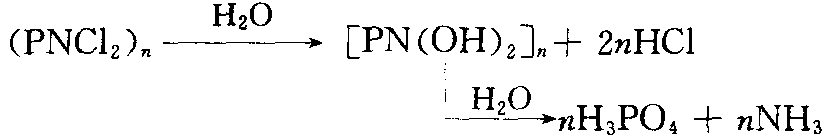 H₂O
(PNCl₂)ₙ ⟶ [PN(OH)₂]ₙ + 2nHCl
H₂O
nH₃PO₄ + nNH₃